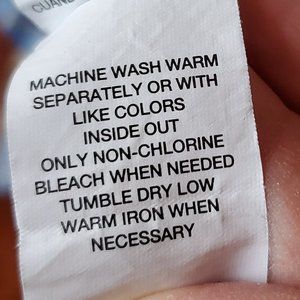 MACHINE WASH WARM
SEPARATELY OR WITH
LIKE COLORS
INSIDE OUT
ONLY NON-CHLORINE
BLEACH WHEN NEEDED
TUMBLE DRY LOW
WARM IRON WHEN
NECESSARY